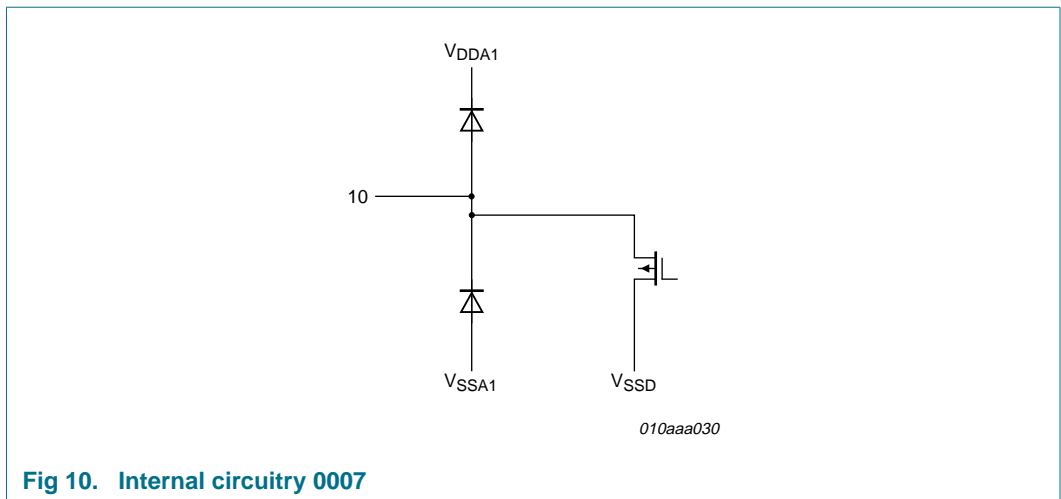 VDDA1
10
VSSA1
VSSD
010aaa030
Fig 10. Internal circuitry 0007